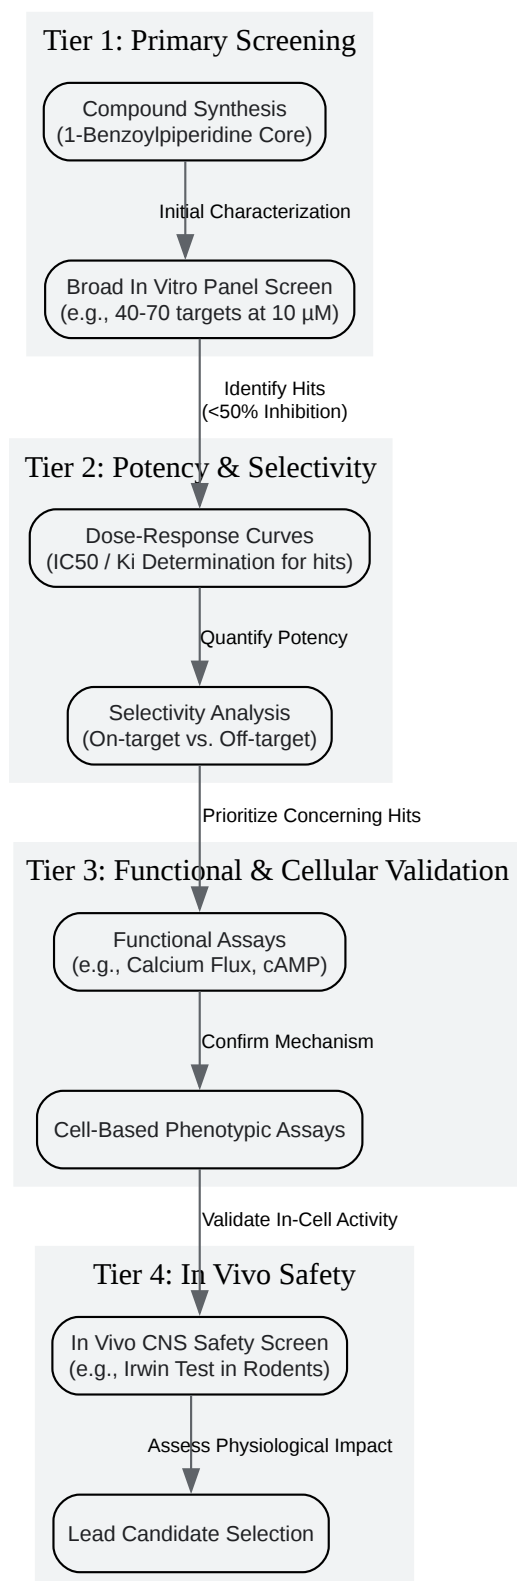 Tier 1: Primary Screening
Compound Synthesis
(1-Benzoylpiperidine Core)
Initial Characterization
Broad In Vitro Panel Screen
(e.g., 40-70 targets at 10 µM)
Identify Hits
(<50% Inhibition)
Tier 2: Potency & Selectivity
Dose-Response Curves
(IC50 / Ki Determination for hits)
Quantify Potency
Selectivity Analysis
(On-target vs. Off-target)
Prioritize Concerning Hits
Tier 3: Functional & Cellular Validation
Functional Assays
(e.g., Calcium Flux, cAMP)
Confirm Mechanism
Cell-Based Phenotypic Assays
Validate In-Cell Activity
Tier 4: In Vivo Safety
In Vivo CNS Safety Screen
(e.g., Irwin Test in Rodents)
Assess Physiological Impact
Lead Candidate Selection